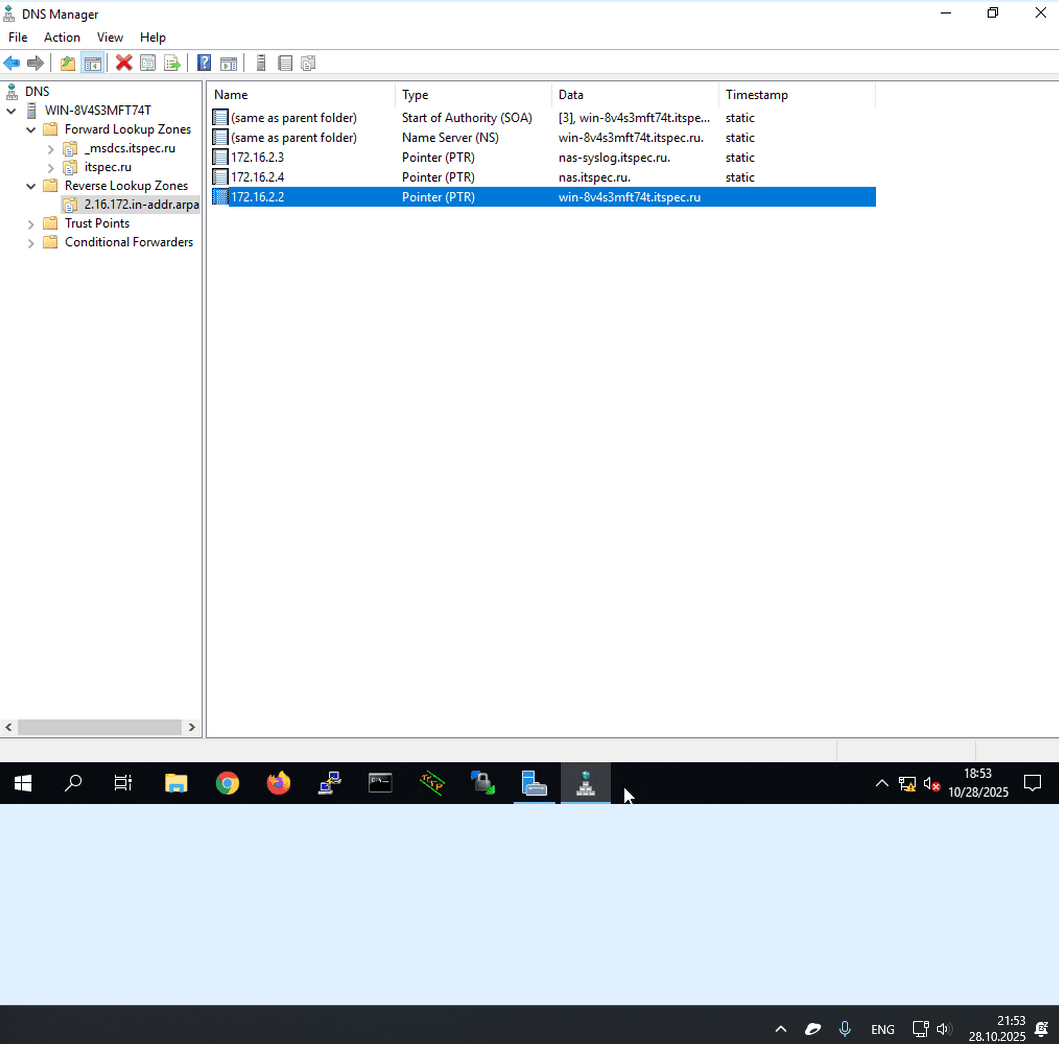 DNS Manager
File Action View Help
DNS
WIN-8V4S3MFT74T
Forward Lookup Zones
_msdcs.itspec.ru
itspec.ru
Reverse Lookup Zones
2.16.172.in-addr.arpa
Trust Points
Conditional Forwarders
Name Type Data Timestamp
(same as parent folder) Start of Authority (SOA) [3], win-8v4s3mft74t.itspe... static
(same as parent folder) Name Server (NS) win-8v4s3mft74t.itspec.ru. static
172.16.2.3 Pointer (PTR) nas-syslog.itspec.ru. static
172.16.2.4 Pointer (PTR) nas.itspec.ru. static
172.16.2.2 Pointer (PTR) win-8v4s3mft74t.itspec.ru
18:53
10/28/2025
ENG
21:53
28.10.2025